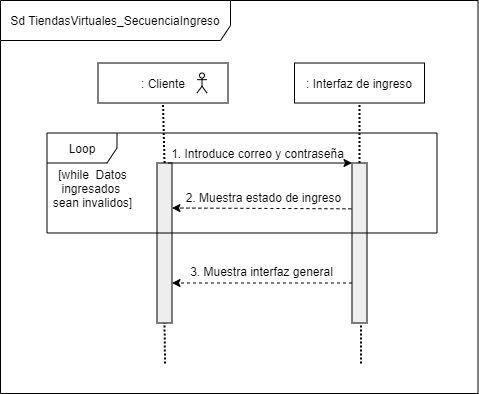 Sd TiendasVirtuales_SecuenciaIngreso
: Cliente
: Interfaz de ingreso
Loop
1. Introduce correo y contraseña
[while Datos
ingresados
sean invalidos]
2. Muestra estado de ingreso
3. Muestra interfaz general